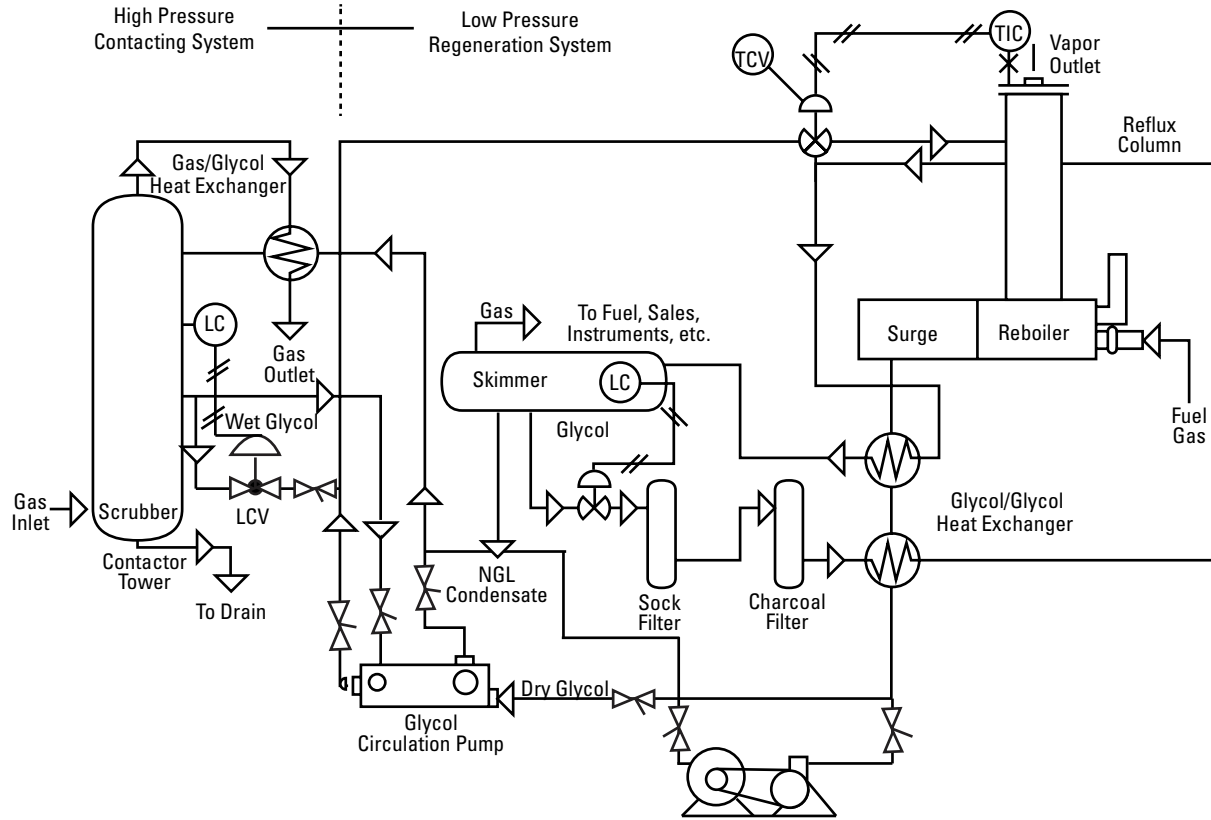 High Pressure
Contacting System
Low Pressure
Regeneration System
TIC
Vapor
Outlet
TCV
Reflux
Column
Gas/Glycol
Heat Exchanger
LC
Gas
Outlet
Gas
To Fuel, Sales,
Instruments, etc.
Surge
Reboiler
Skimmer
LC
Fuel
Gas
Wet Glycol
Glycol
Gas
Inlet
Scrubber
LCV
Glycol/Glycol
Heat Exchanger
Contactor
Tower
NGL
Condensate
To Drain
Sock
Filter
Charcoal
Filter
Dry Glycol
Glycol
Circulation Pump